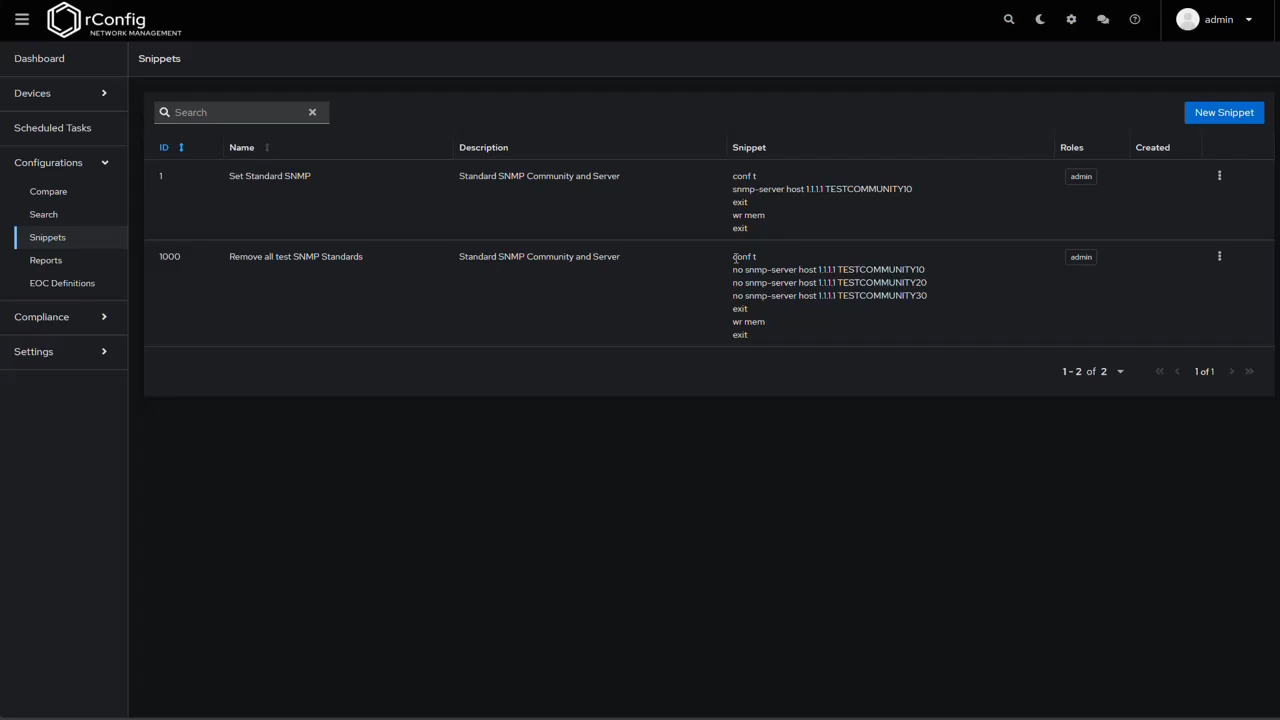 rConfig
NETWORK MANAGEMENT
admin
Dashboard
Devices
Scheduled Tasks
Configurations
Compare
Search
Snippets
Reports
EOC Definitions
Compliance
Settings
Snippets
Search
New Snippet
ID Name Description Snippet Roles Created
1 Set Standard SNMP Standard SNMP Community and Server conf t admin
snmp-server host 1.1.1.1 TESTCOMMUNITY10
exit
wr mem
exit
1000 Remove all test SNMP Standards Standard SNMP Community and Server conf t admin
no snmp-server host 1.1.1.1 TESTCOMMUNITY10
no snmp-server host 1.1.1.1 TESTCOMMUNITY20
no snmp-server host 1.1.1.1 TESTCOMMUNITY30
exit
wr mem
exit
1 - 2 of 2 1 of 1